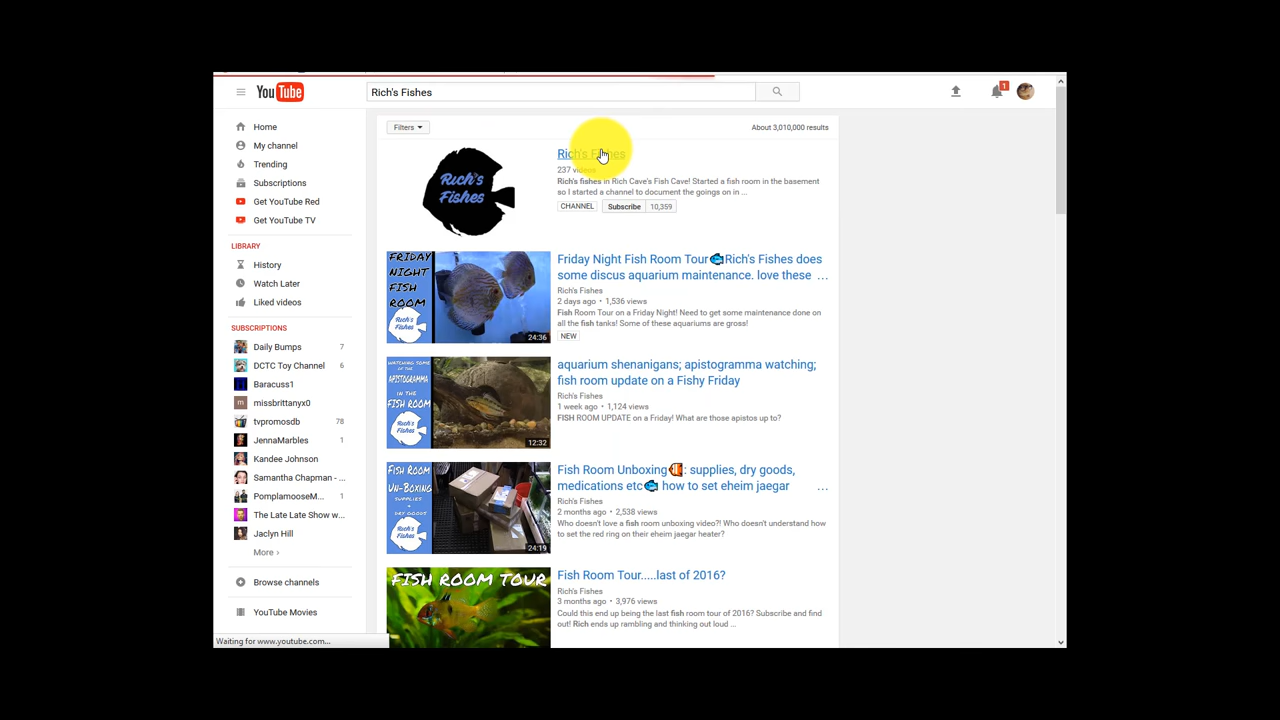 YouTube
Rich's Fishes
1
Home
My channel
Trending
Subscriptions
Get YouTube Red
Get YouTube TV
LIBRARY
History
Watch Later
Liked videos
SUBSCRIPTIONS
Daily Bumps 7
DCTC Toy Channel 6
Baracuss1
m missbrittanyx0
tvpromosdb 78
JennaMarbles 1
Kandee Johnson
Samantha Chapman - ...
PomplamooseM... 1
The Late Late Show w...
Jaclyn Hill
More ›
Browse channels
YouTube Movies
Waiting for www.youtube.com...
Filters
About 3,010,000 results
Rich's
Fishes
Rich's Fishes
237 videos
Rich's fishes in Rich Cave's Fish Cave! Started a fish room in the basement
so I started a channel to document the goings on in ...
CHANNEL Subscribe 10,359
FRIDAY
NIGHT
FISH
ROOM
Rich's
Fishes
24:36
Friday Night Fish Room Tour🐟Rich's Fishes does
some discus aquarium maintenance. love these ...
Rich's Fishes
2 days ago • 1,536 views
Fish Room Tour on a Friday Night! Need to get some maintenance done on
all the fish tanks! Some of these aquariums are gross!
NEW
WATCHING SOME
OF THE
APISTOGRAMMA
IN THE
FISH ROOM
Rich's
Fishes
12:32
aquarium shenanigans; apistogramma watching;
fish room update on a Fishy Friday
Rich's Fishes
1 week ago • 1,124 views
FISH ROOM UPDATE on a Friday! What are those apistos up to?
FISH ROOM
UN-BOXING
SUPPLIES
+
DRY GOODS
Rich's
Fishes
24:19
Fish Room Unboxing🐠: supplies, dry goods,
medications etc🐟 how to set eheim jaegar ...
Rich's Fishes
2 months ago • 2,538 views
Who doesn't love a fish room unboxing video?! Who doesn't understand how
to set the red ring on their eheim jaegar heater?
FISH ROOM TOUR
Fish Room Tour.....last of 2016?
Rich's Fishes
3 months ago • 3,976 views
Could this end up being the last fish room tour of 2016? Subscribe and find
out! Rich ends up rambling and thinking out loud ...